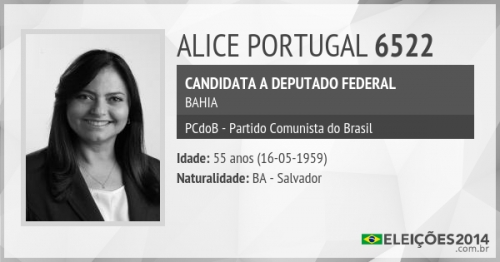 ALICE PORTUGAL 6522
CANDIDATA A DEPUTADO FEDERAL
BAHIA
PCdoB - Partido Comunista do Brasil
Idade: 55 anos (16-05-1959)
Naturalidade: BA - Salvador
ELEIÇÕES2014
.com.br